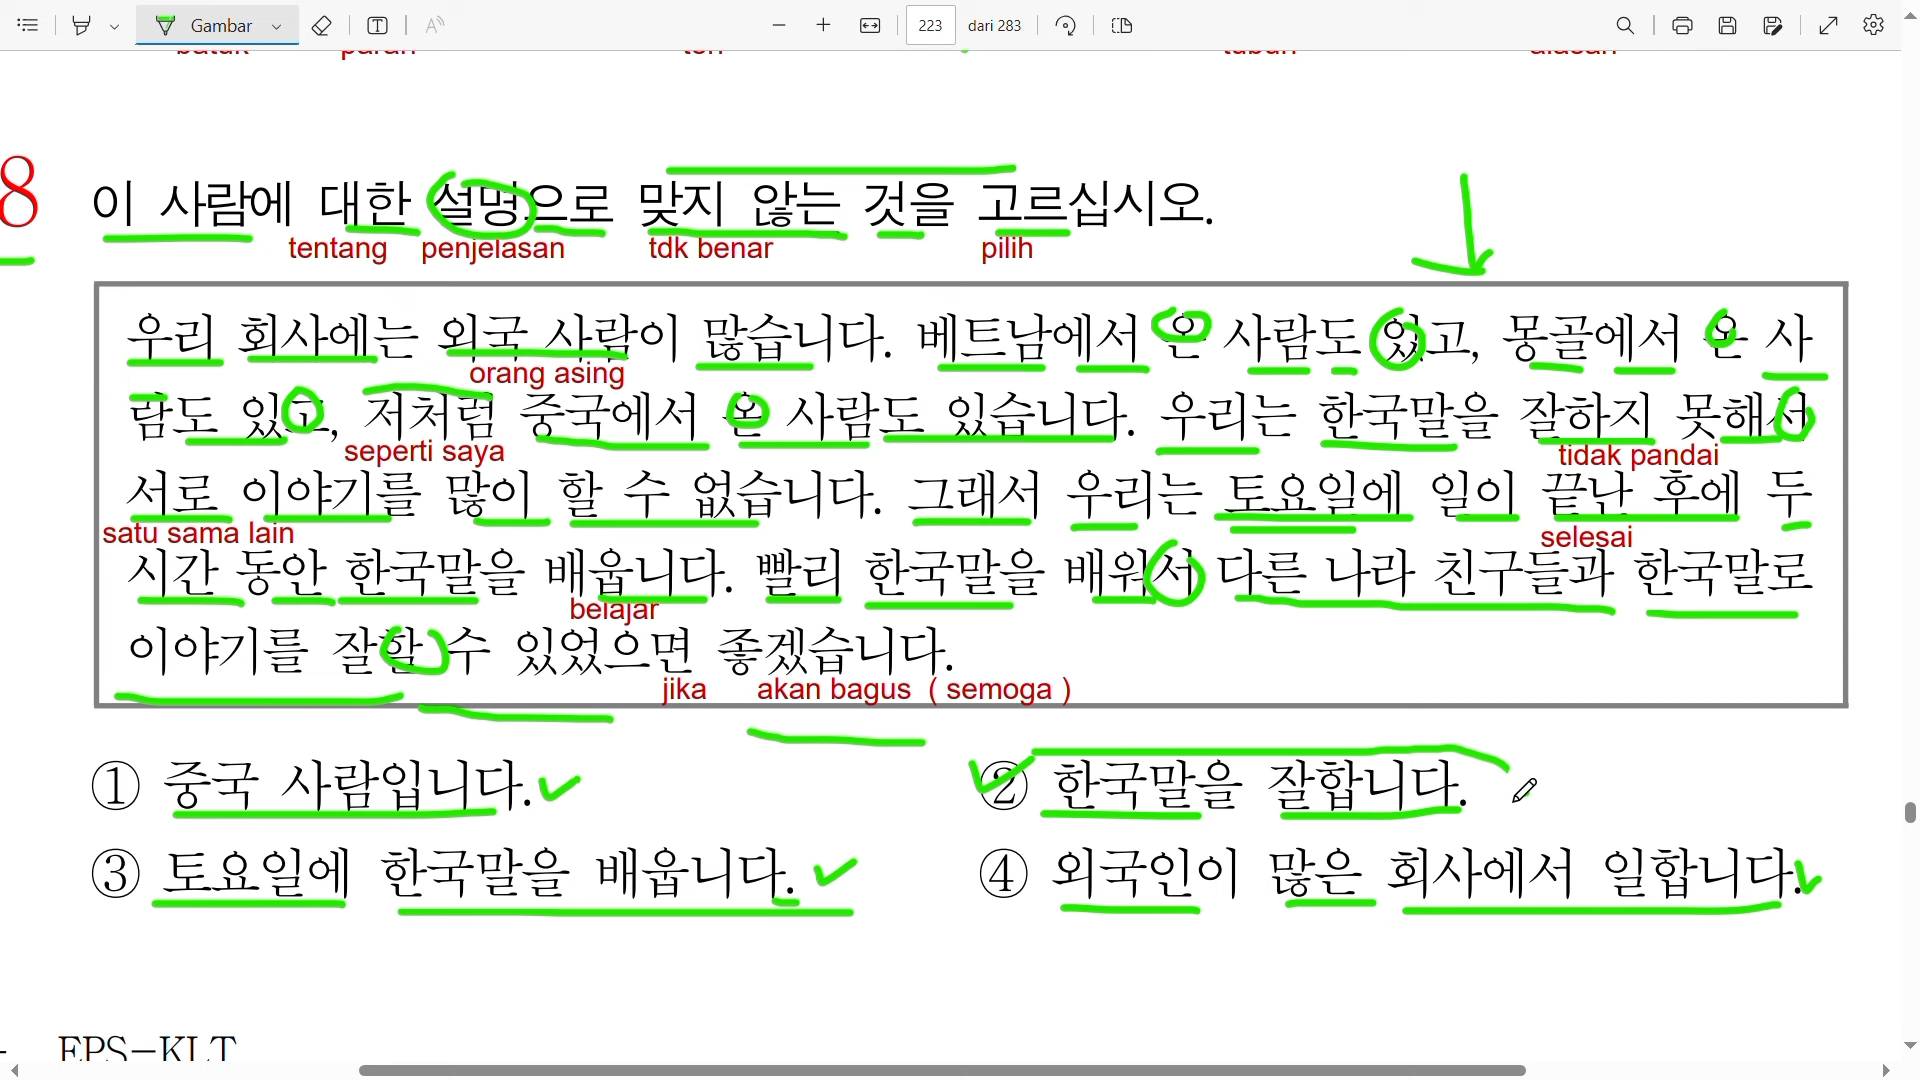 Gambar
T
A
223 dari 283
8 이 사람에 대한 설명으로 맞지 않는 것을 고르십시오.
tentang penjelasan tdk benar pilih
우리 회사에는 외국 사람이 많습니다. 베트남에서 온 사람도 있고, 몽골에서 온 사
orang asing
람도 있고, 저처럼 중국에서 온 사람도 있습니다. 우리는 한국말을 잘하지 못해서
seperti saya tidak pandai
서로 이야기를 많이 할 수 없습니다. 그래서 우리는 토요일에 일이 끝난 후에 두
satu sama lain selesai
시간 동안 한국말을 배웁니다. 빨리 한국말을 배워서 다른 나라 친구들과 한국말로
belajar
이야기를 잘할 수 있었으면 좋겠습니다.
jika akan bagus ( semoga )
① 중국 사람입니다. ② 한국말을 잘합니다.
③ 토요일에 한국말을 배웁니다. ④ 외국인이 많은 회사에서 일합니다.
EPS-KLT